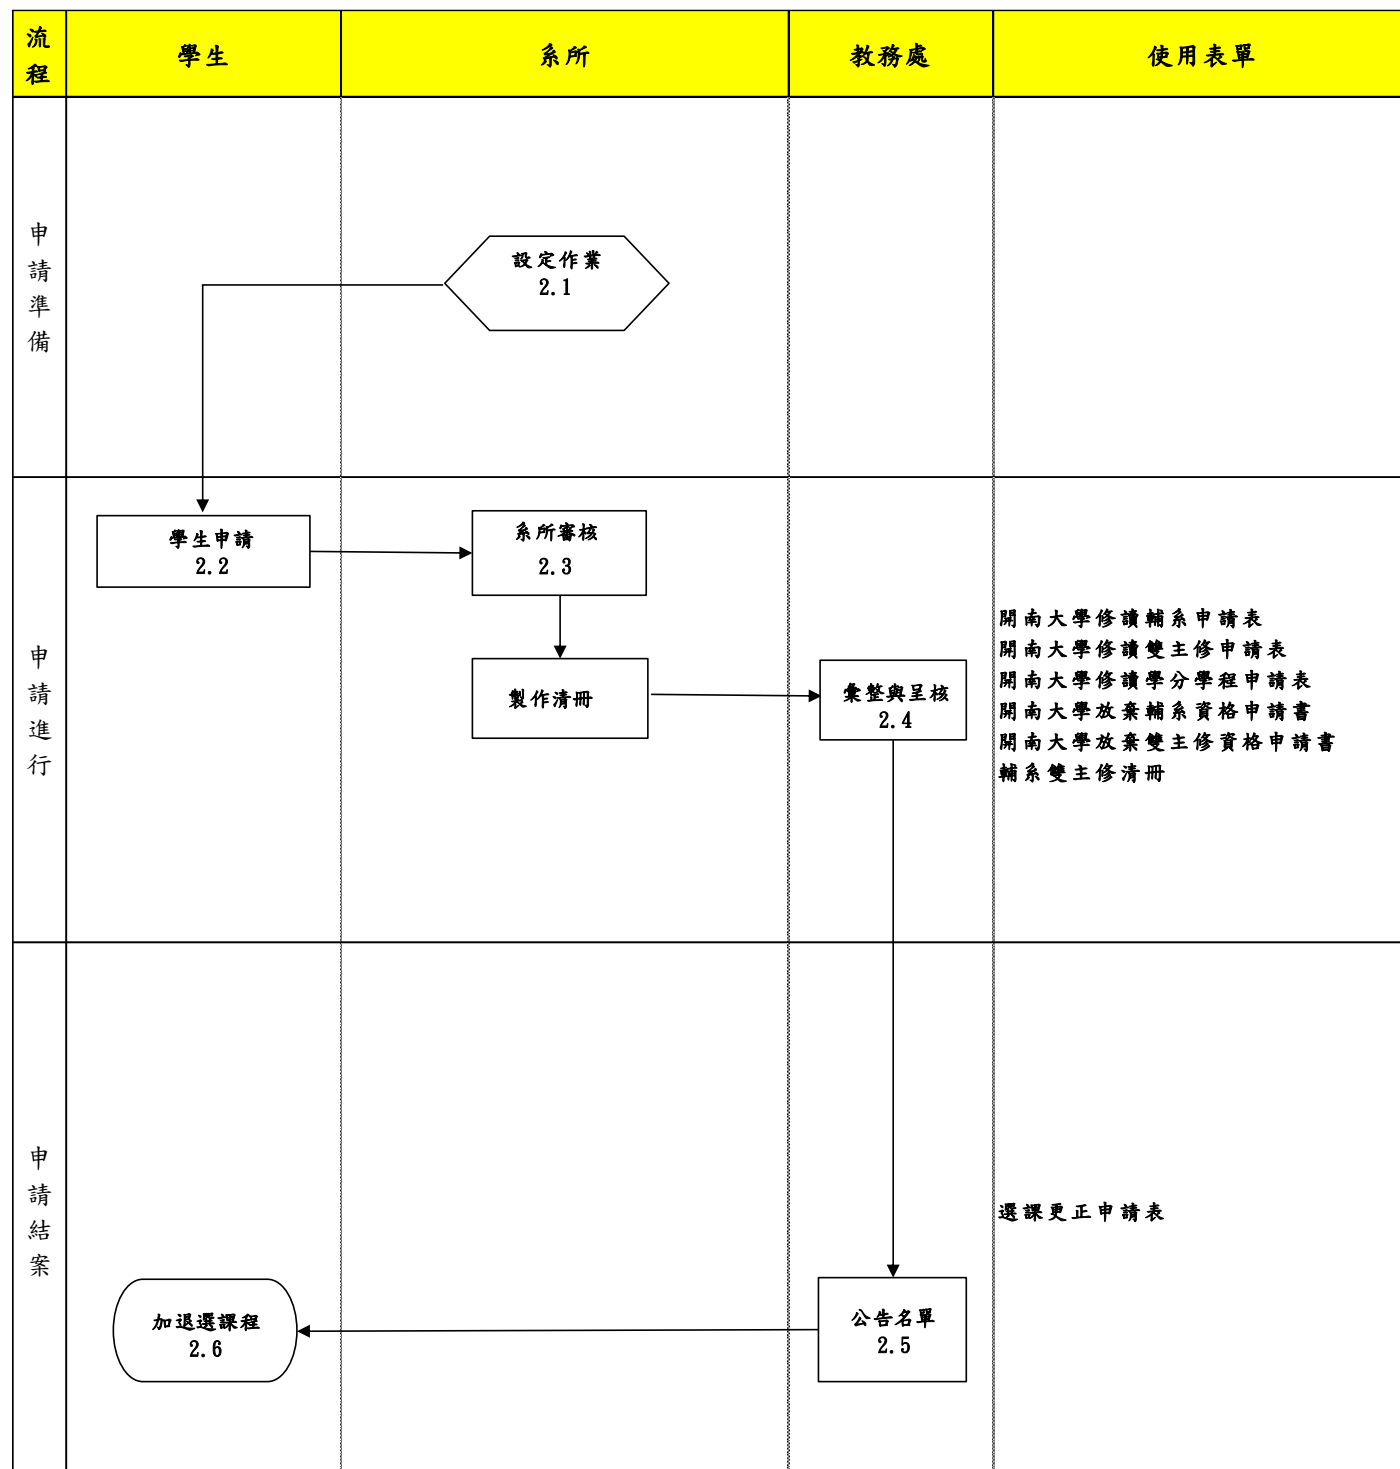 流程
學生
系所
教務處
使用表單
申請準備
設定作業
2.1
申請進行
學生申請
2.2
系所審核
2.3
製作清冊
彙整與呈核
2.4
開南大學修讀輔系申請表
開南大學修讀雙主修申請表
開南大學修讀學分學程申請表
開南大學放棄輔系資格申請書
開南大學放棄雙主修資格申請書
輔系雙主修清冊
申請結案
選課更正申請表
加退選課程
2.6
公告名單
2.5